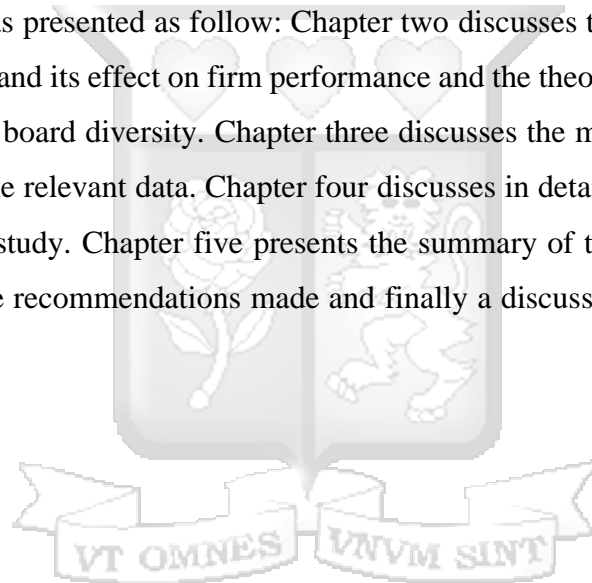 s presented as follow: Chapter two discusses t
and its effect on firm performance and the theo
board diversity. Chapter three discusses the m
e relevant data. Chapter four discusses in deta
study. Chapter five presents the summary of t
e recommendations made and finally a discuss
VT OMNES VNVM SINT